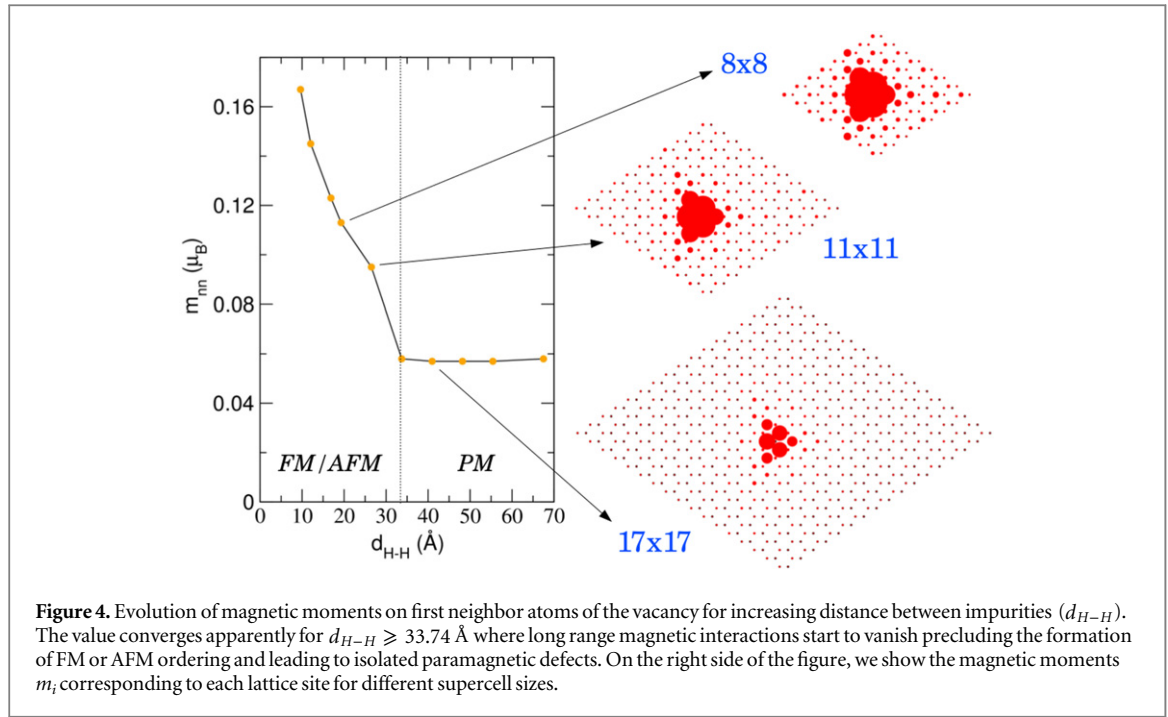 8x8
11x11
17x17
m_nn (μ_B)
0.16
0.12
0.08
0.04
0
FM/AFM
PM
0 10 20 30 40 50 60 70
d_H-H (Å)
Figure 4. Evolution of magnetic moments on first neighbor atoms of the vacancy for increasing distance between impurities (d_H−H).
The value converges apparently for d_H−H ⩾ 33.74 Å where long range magnetic interactions start to vanish precluding the formation
of FM or AFM ordering and leading to isolated paramagnetic defects. On the right side of the figure, we show the magnetic moments
m_i corresponding to each lattice site for different supercell sizes.